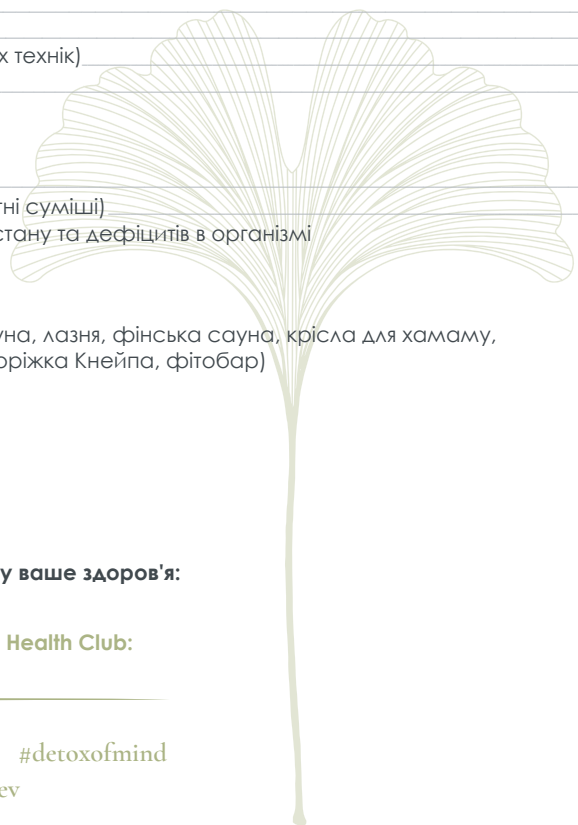 х технік)
тні суміші)
стану та дефіцитів в організмі
уна, лазня, фінська сауна, крісла для хамаму,
оріжка Кнейпа, фітобар)
у ваше здоров'я:
Health Club:
#detoxofmind
ev